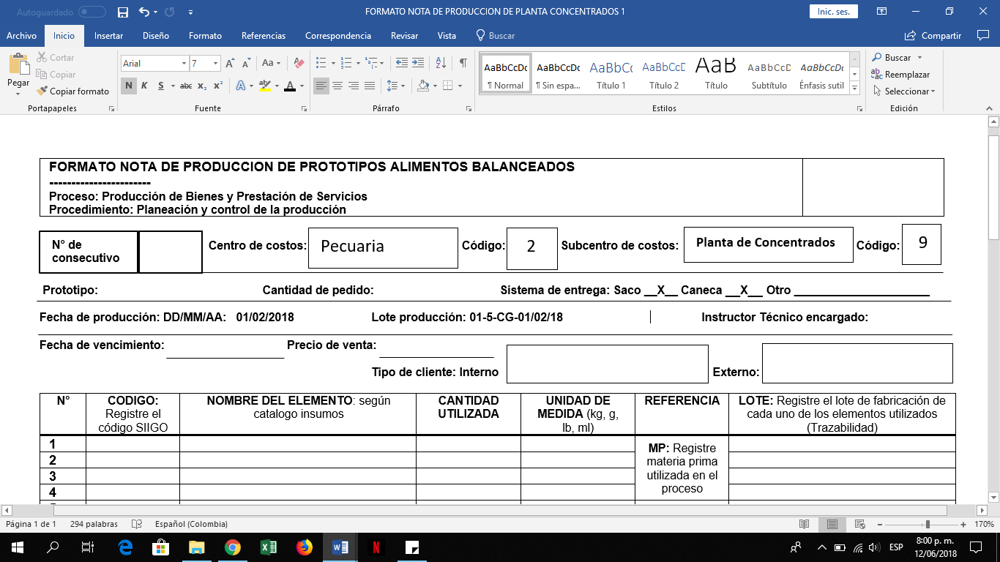 Autoguardado
FORMATO NOTA DE PRODUCCION DE PLANTA CONCENTRADOS 1
Inic. ses.
Archivo Inicio Insertar Diseño Formato Referencias Correspondencia Revisar Vista Buscar Compartir
Pegar
Cortar
Copiar
Copiar formato
Portapapeles
Arial 7
N K S abc x₂ x²
Fuente
Párrafo
AaBbCcDc AaBbCcDc AaBbCc AaBbCcD AaB AaBbCcD AaBbCcDc
¶ Normal ¶ Sin espa... Título 1 Título 2 Título Subtítulo Énfasis sutil
Estilos
Buscar
Reemplazar
Seleccionar
Edición
FORMATO NOTA DE PRODUCCION DE PROTOTIPOS ALIMENTOS BALANCEADOS
-----------------------
Proceso: Producción de Bienes y Prestación de Servicios
Procedimiento: Planeación y control de la producción
N° de
consecutivo
Centro de costos: Pecuaria Código: 2 Subcentro de costos: Planta de Concentrados Código: 9
Prototipo: Cantidad de pedido: Sistema de entrega: Saco __X__ Caneca __X__ Otro ____________________
Fecha de producción: DD/MM/AA: 01/02/2018 Lote producción: 01-5-CG-01/02/18 Instructor Técnico encargado:
Fecha de vencimiento: Precio de venta:
Tipo de cliente: Interno Externo:
N°
CODIGO:
Registre el
código SIIGO
NOMBRE DEL ELEMENTO: según
catalogo insumos
CANTIDAD
UTILIZADA
UNIDAD DE
MEDIDA (kg, g,
lb, ml)
REFERENCIA
LOTE: Registre el lote de fabricación de
cada uno de los elementos utilizados
(Trazabilidad)
1
2
3
4
MP: Registre
materia prima
utilizada en el
proceso
Página 1 de 1 294 palabras Español (Colombia) 170%
ESP
8:00 p. m.
12/06/2018